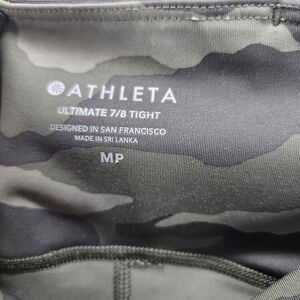 ATHLETA
ULTIMATE 7/8 TIGHT
DESIGNED IN SAN FRANCISCO
MADE IN SRI LANKA
MP